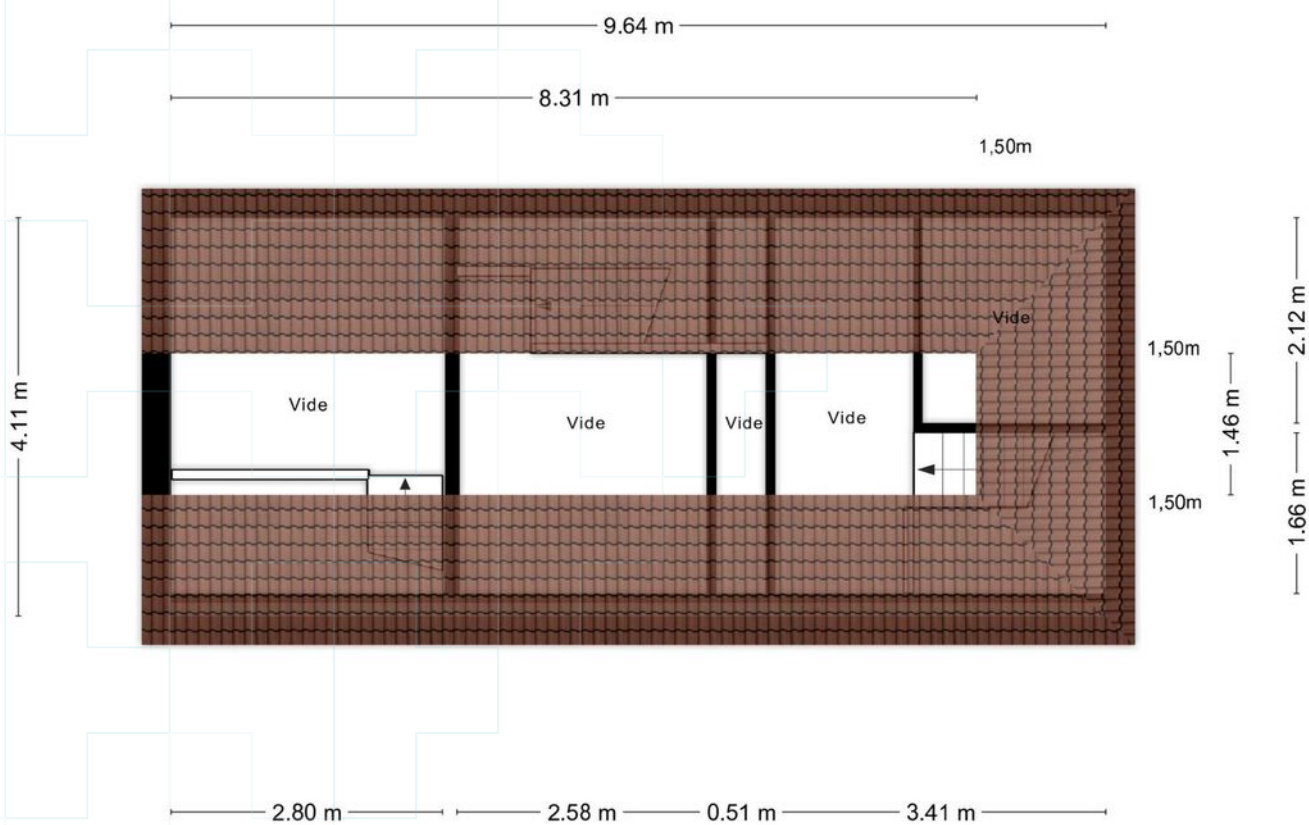 9.64 m
8.31 m
1,50m
Vide
2.12 m
1,50m
4.11 m
Vide
Vide
Vide
Vide
1.46 m
1,50m
1.66 m
2.80 m
2.58 m
0.51 m
3.41 m